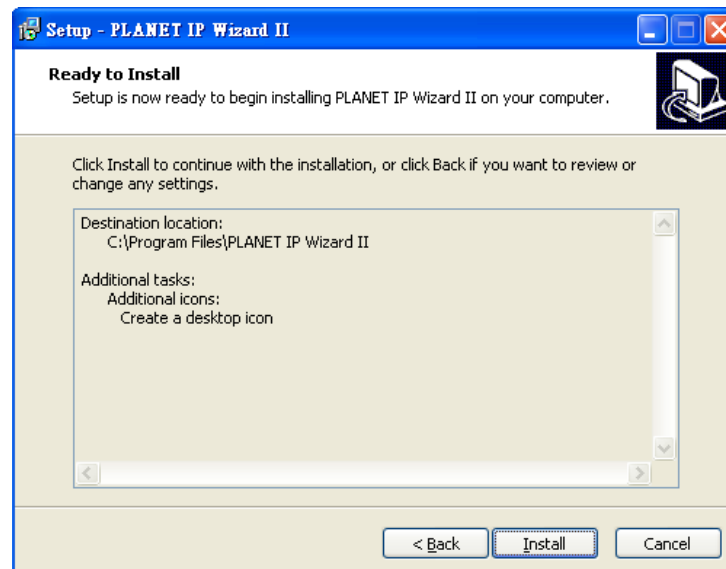 Setup - PLANET IP Wizard II
Ready to Install
Setup is now ready to begin installing PLANET IP Wizard II on your computer.
Click Install to continue with the installation, or click Back if you want to review or
change any settings.
Destination location:
C:\Program Files\PLANET IP Wizard II
Additional tasks:
Additional icons:
Create a desktop icon
< Back
Install
Cancel